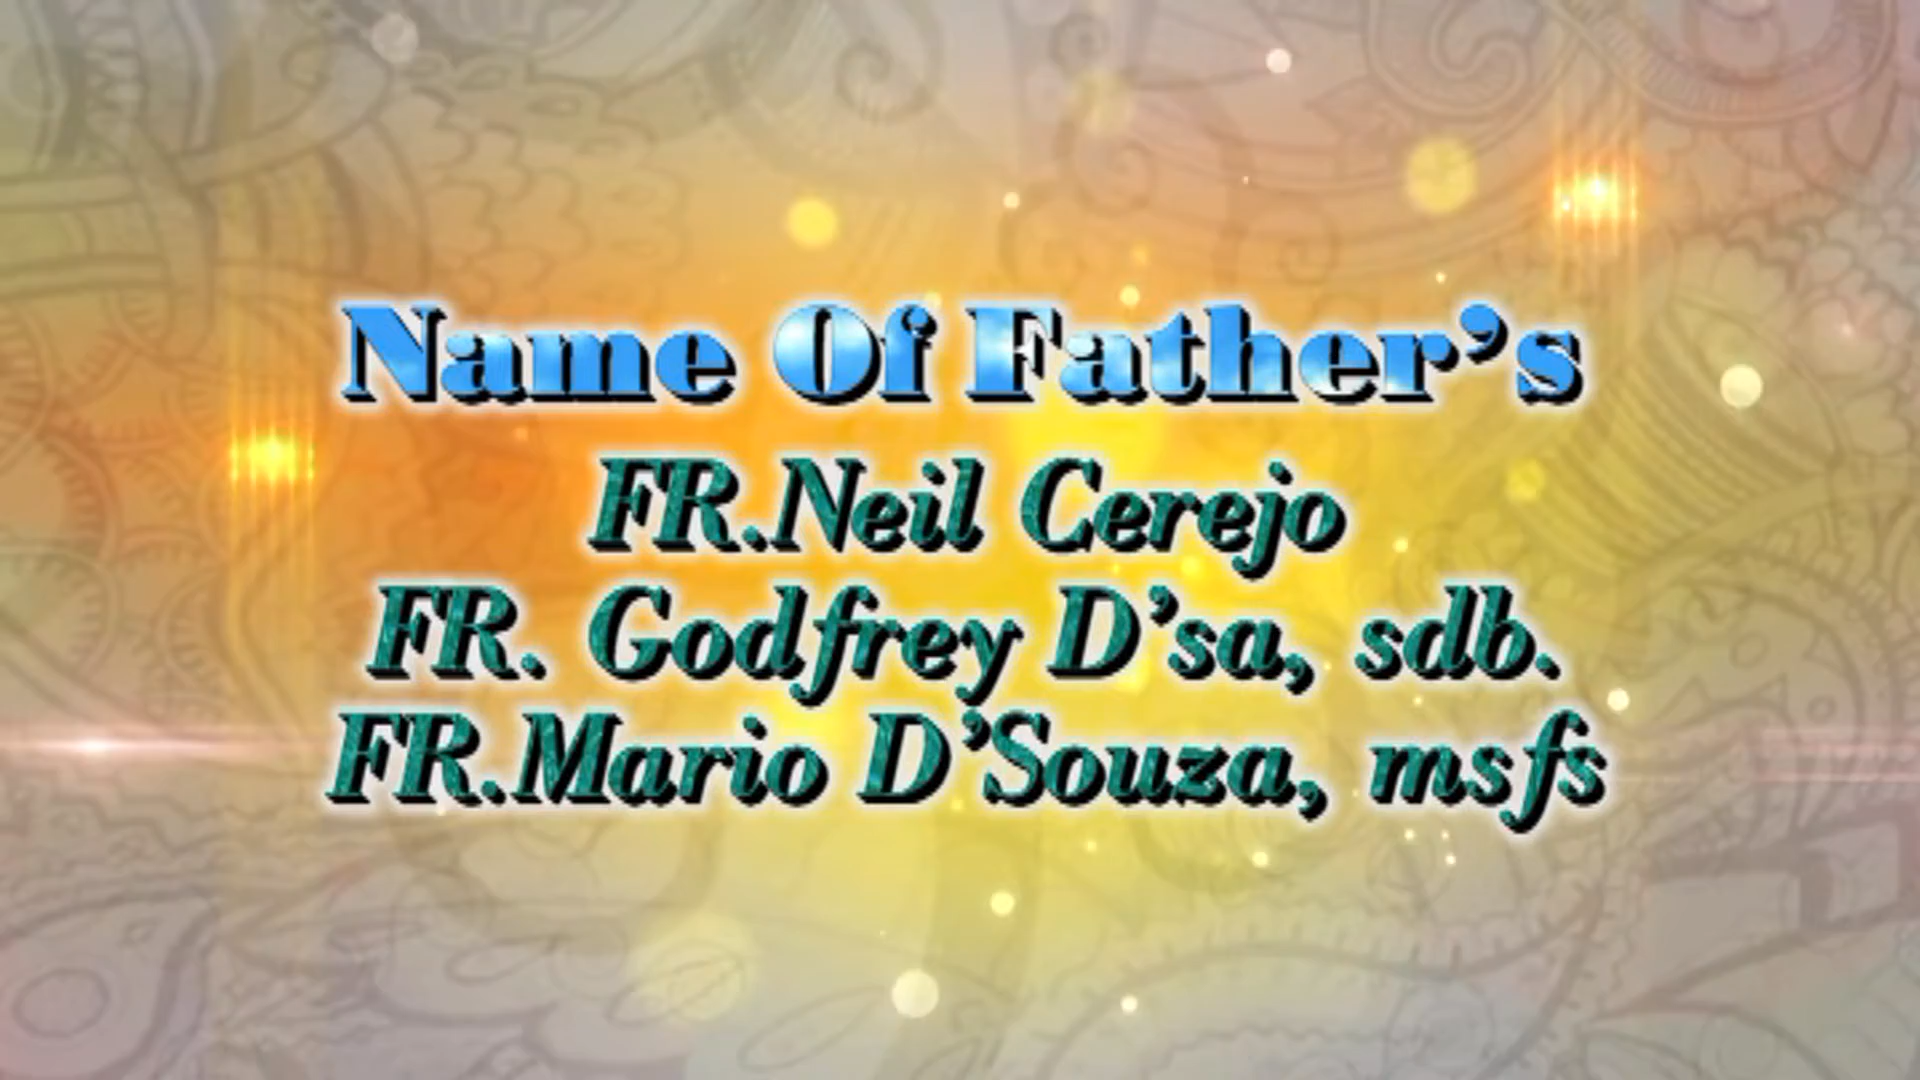 Name Of Father's
FR.Neil Cerejo
FR. Godfrey D'sa, sdb.
FR.Mario D'Souza, msfs